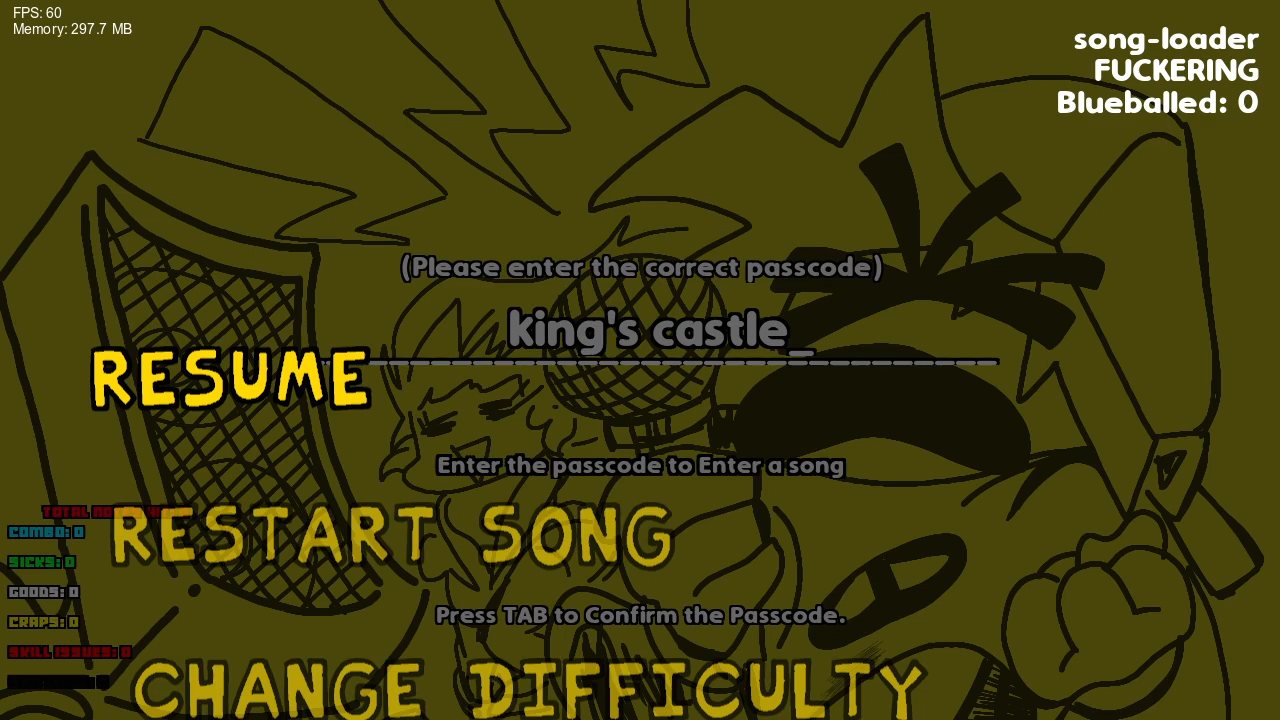 FPS: 60
Memory: 297.7 MB
song-loader
FUCKERING
Blueballed: 0
(Please enter the correct passcode)
king's castle_
RESUME
Enter the passcode to Enter a song
RESTART SONG
COMBO: 0
SICKS: 0
GOODS: 0
CRAPS: 0
Press TAB to Confirm the Passcode.
SKILL ISSUES: 0
CHANGE DIFFICULTY